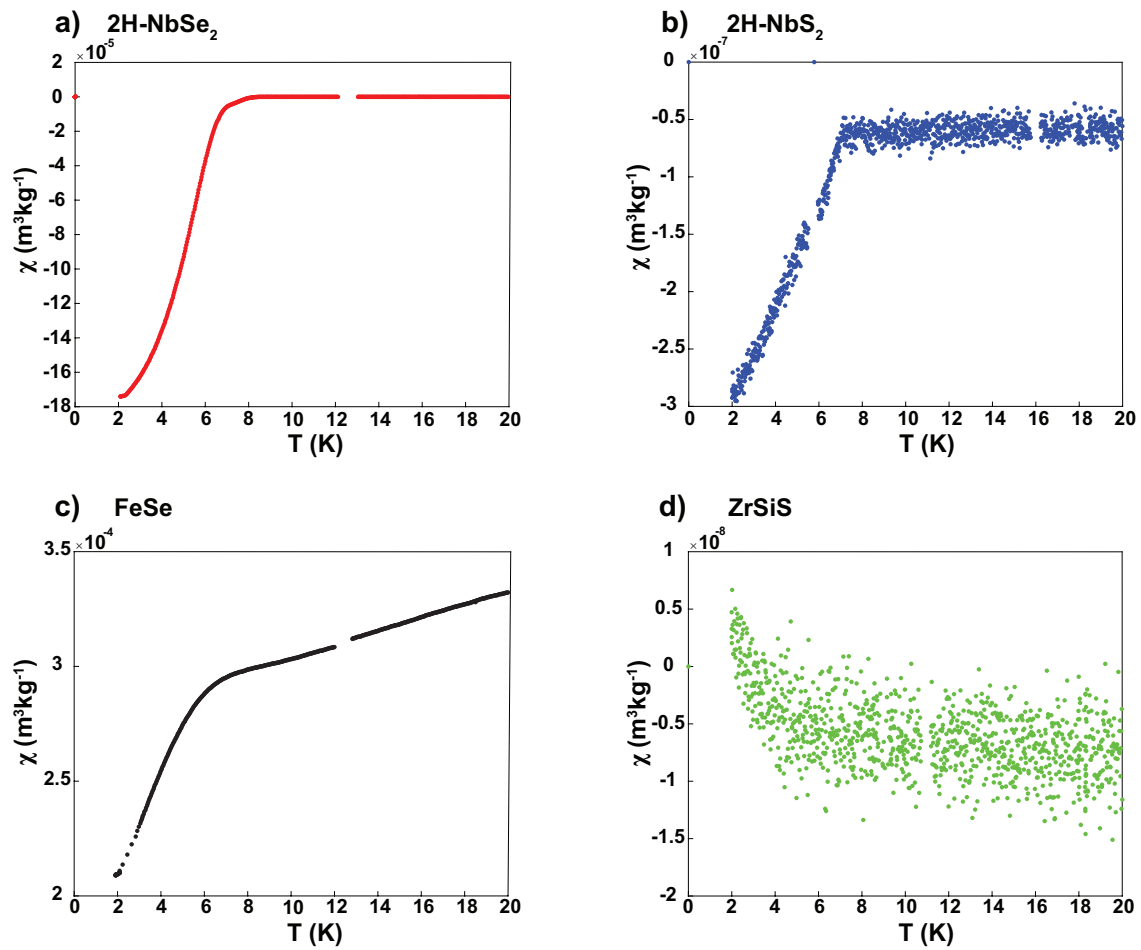 a) 2H-NbSe₂
×10⁻⁵
2
0
-2
-4
-6
-8
-10
-12
-14
-16
-18
χ (m³kg⁻¹)
0 2 4 6 8 10 12 14 16 18 20
T (K)
b) 2H-NbS₂
×10⁻⁷
0
-0.5
-1
-1.5
-2
-2.5
-3
χ (m³kg⁻¹)
0 2 4 6 8 10 12 14 16 18 20
T (K)
c) FeSe
×10⁻⁴
3.5
3
2.5
2
χ (m³kg⁻¹)
0 2 4 6 8 10 12 14 16 18 20
T (K)
d) ZrSiS
×10⁻⁸
1
0.5
0
-0.5
-1
-1.5
-2
χ (m³kg⁻¹)
0 2 4 6 8 10 12 14 16 18 20
T (K)